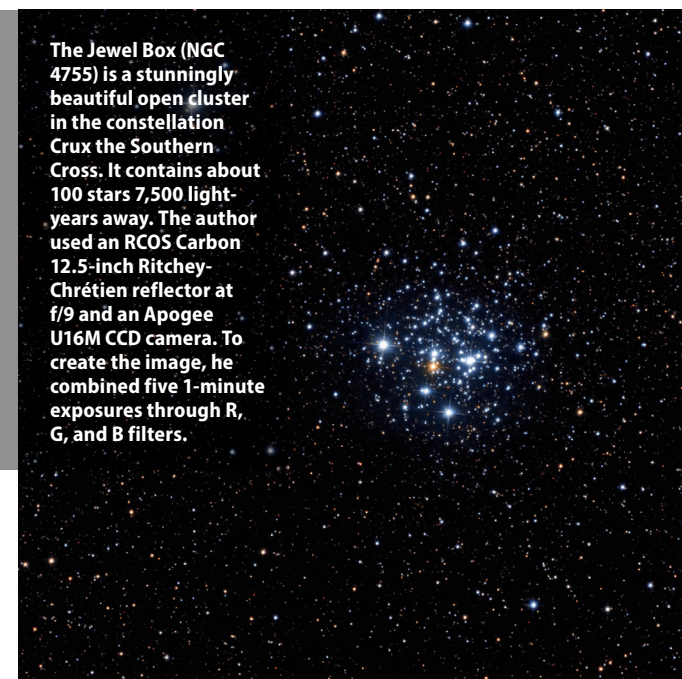 The Jewel Box (NGC
4755) is a stunningly
beautiful open cluster
in the constellation
Crux the Southern
Cross. It contains about
100 stars 7,500 light-
years away. The author
used an RCOS Carbon
12.5-inch Ritchey-
Chrétien reflector at
f/9 and an Apogee
U16M CCD camera. To
create the image, he
combined five 1-minute
exposures through R,
G, and B filters.